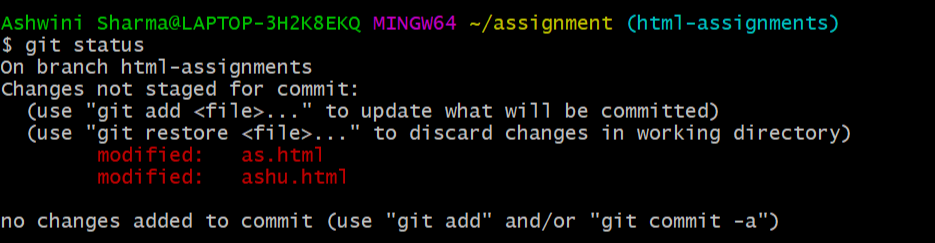 Ashwini Sharma@LAPTOP-3H2K8EKQ MINGW64 ~/assignment (html-assignments)
$ git status
On branch html-assignments
Changes not staged for commit:
  (use "git add <file>..." to update what will be committed)
  (use "git restore <file>..." to discard changes in working directory)
        modified:   as.html
        modified:   ashu.html

no changes added to commit (use "git add" and/or "git commit -a")